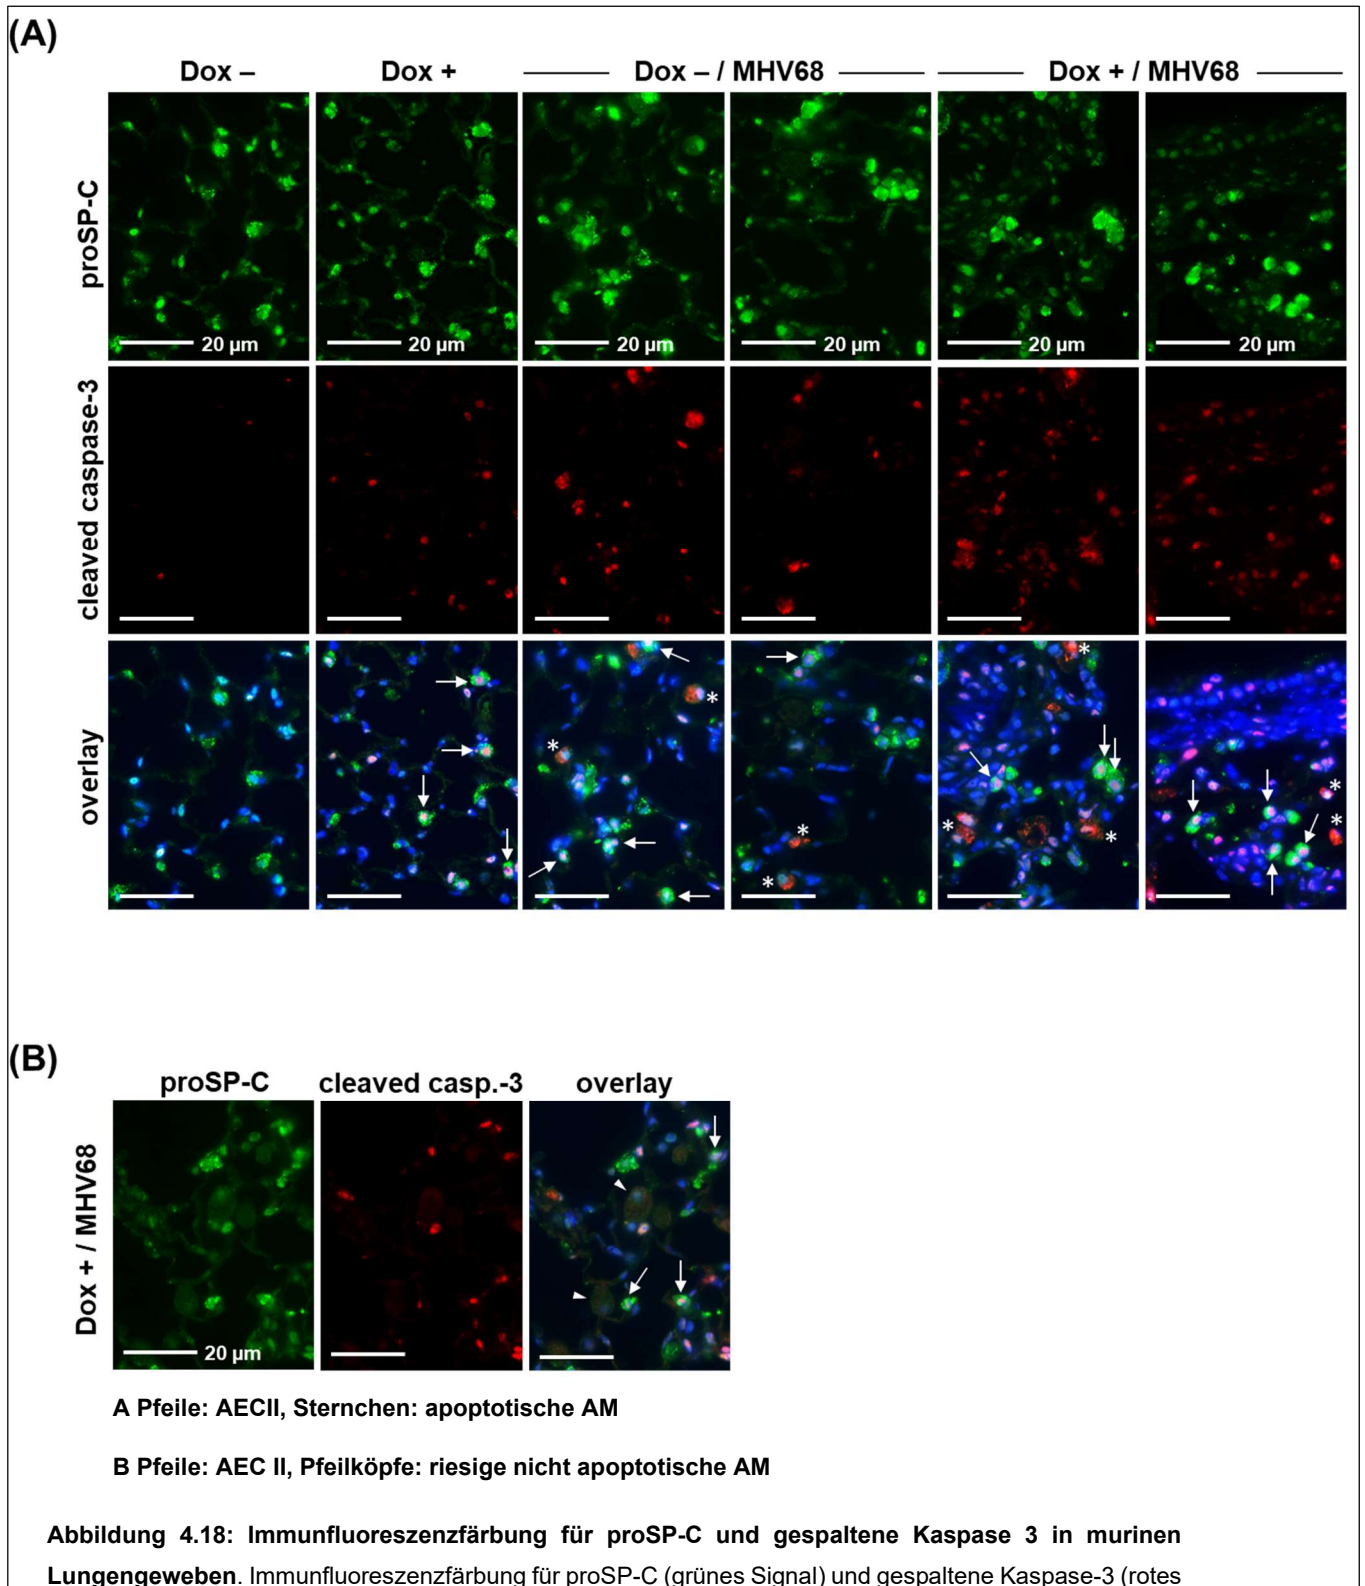 (A)
Dox – Dox + Dox – / MHV68 Dox + / MHV68
proSP-C
20 µm 20 µm 20 µm 20 µm 20 µm 20 µm
cleaved caspase-3
overlay
* * * * * * * * *
(B)
proSP-C cleaved casp.-3 overlay
Dox + / MHV68
20 µm
A Pfeile: AECII, Sternchen: apoptotische AM
B Pfeile: AEC II, Pfeilköpfe: riesige nicht apoptotische AM
Abbildung 4.18: Immunfluoreszenzfärbung für proSP-C und gespaltene Kaspase 3 in murinen
Lungengeweben. Immunfluoreszenzfärbung für proSP-C (grünes Signal) und gespaltene Kaspase-3 (rotes